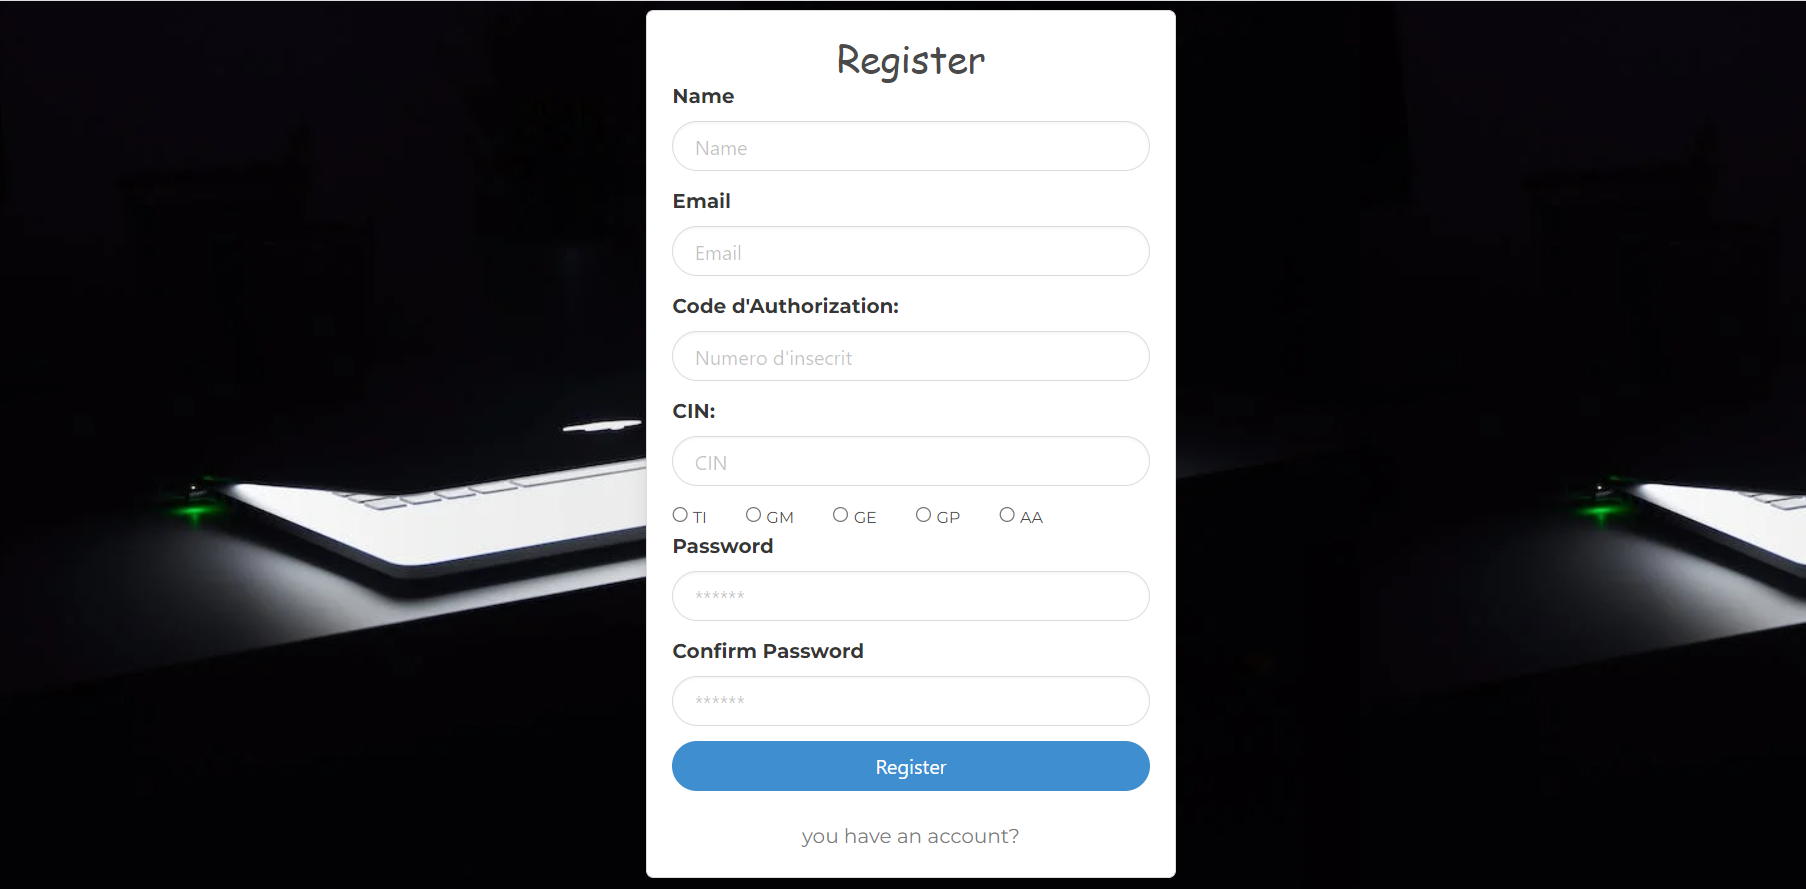 Register
Name
Name
Email
Email
Code d'Authorization:
Numero d'insecrit
CIN:
CIN
TI GM GE GP AA
Password
******
Confirm Password
******
Register
you have an account?